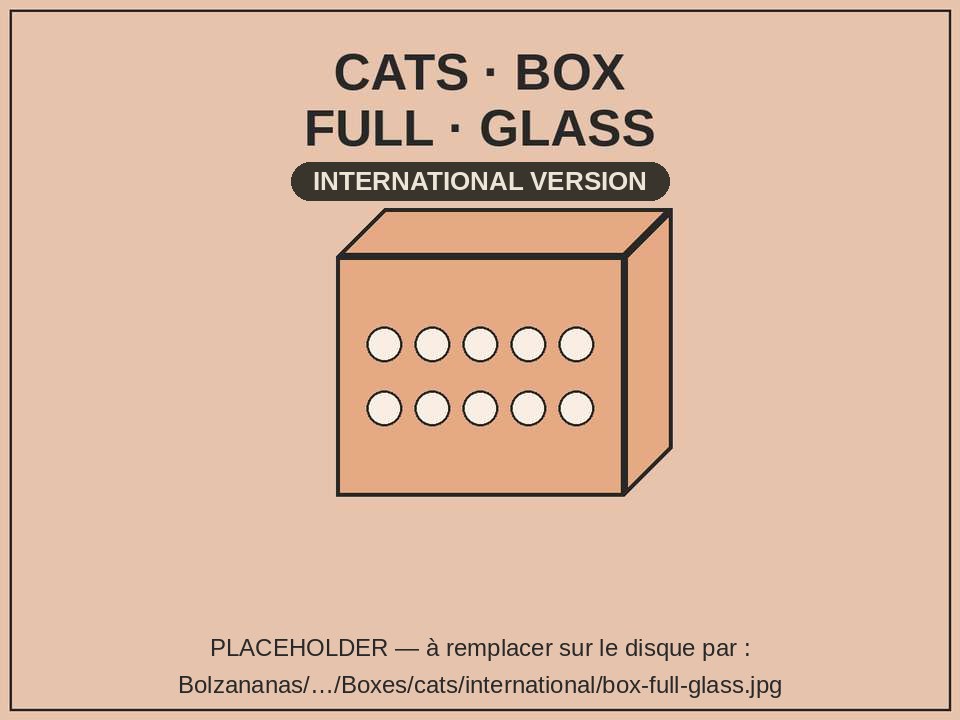 CATS · BOX
FULL · GLASS
INTERNATIONAL VERSION
PLACEHOLDER — à remplacer sur le disque par :
Bolzananas/…/Boxes/cats/international/box-full-glass.jpg